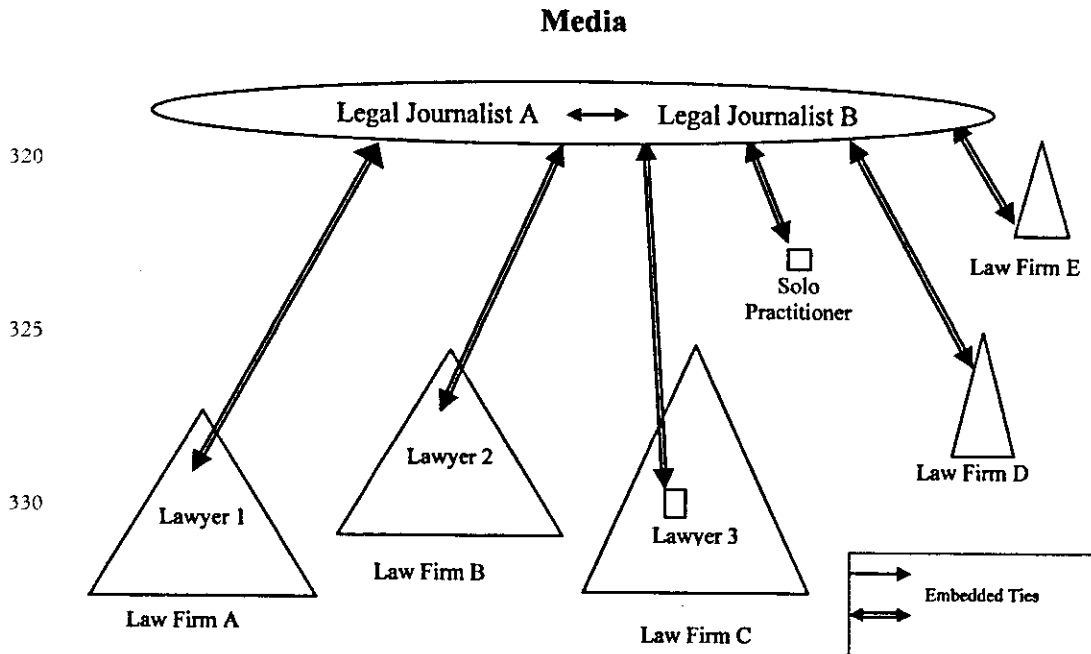 Media
Legal Journalist A
Legal Journalist B
320
Law Firm E
Solo
Practitioner
325
Lawyer 2
Law Firm D
330
Lawyer 1
Lawyer 3
Law Firm B
Embedded Ties
Law Firm A
Law Firm C